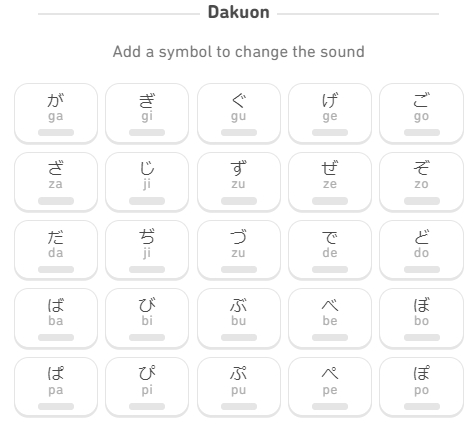 Dakuon
Add a symbol to change the sound
が ぎ ぐ げ ご
ga gi gu ge go
ざ じ ず ぜ ぞ
za ji zu ze zo
だ ぢ づ で ど
da ji zu de do
ば び ぶ べ ぼ
ba bi bu be bo
ぱ ぴ ぷ ぺ ぽ
pa pi pu pe po